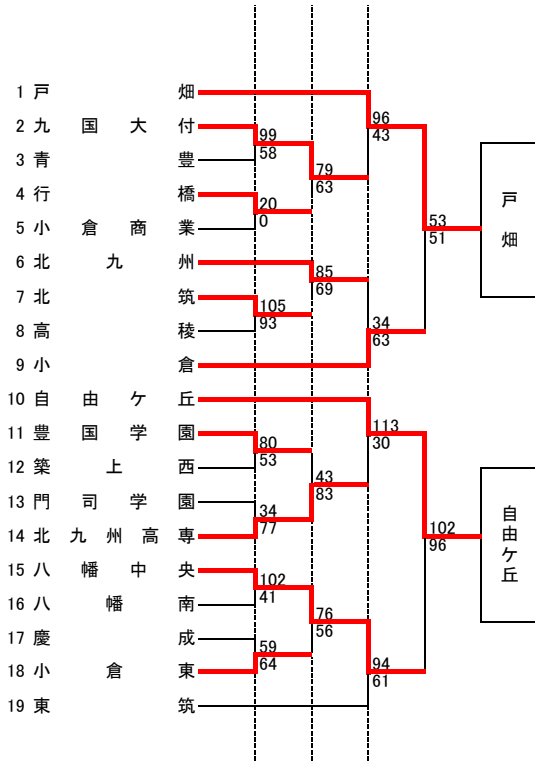 1 戸畑
96
2 九国大付
43
99
3 青豊
58
79
戸畑
63
4 行橋
20
53
5 小倉商業
0
51
6 北九州
85
69
7 北筑
105
34
8 高稜
93
63
9 小倉
10 自由ケ丘
113
11 豊国学園
30
80
12 築上西
53
43
自由ケ丘
83
13 門司学園
34
102
14 北九州高専
77
96
15 八幡中央
102
16 八幡南
41
76
56
17 慶成
59
94
18 小倉東
64
61
19 東筑